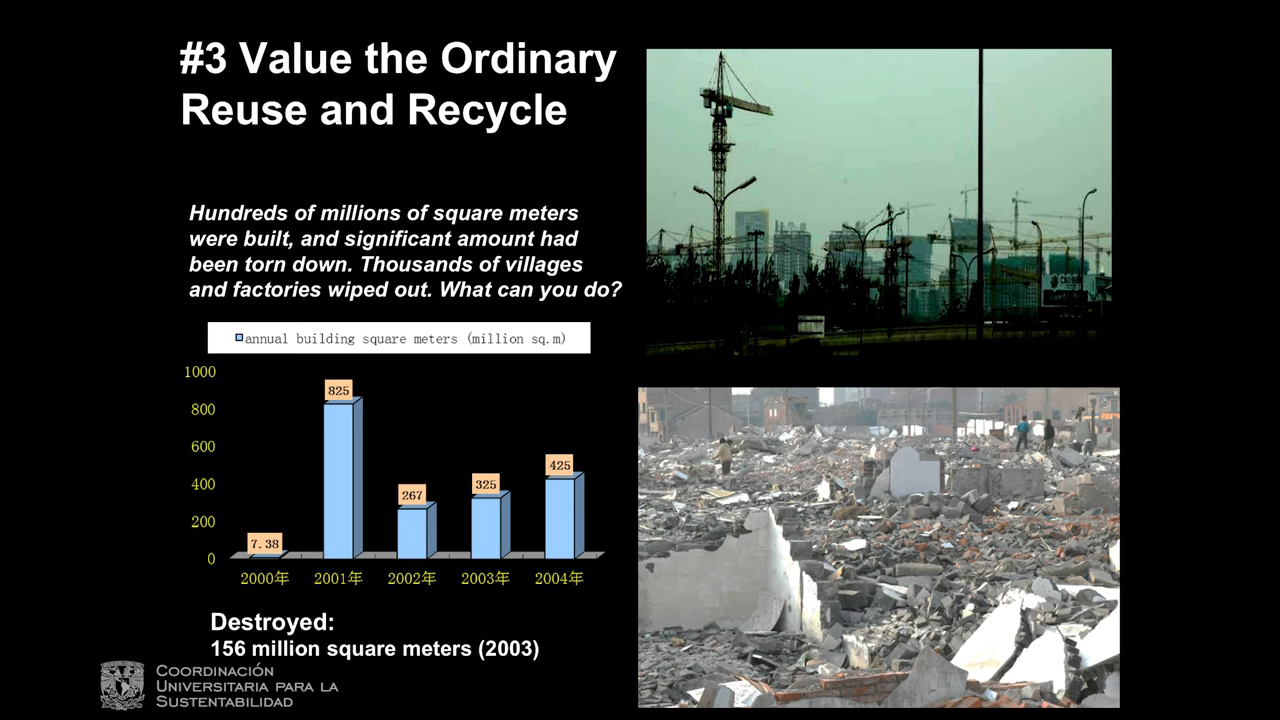 #3 Value the Ordinary
Reuse and Recycle
Hundreds of millions of square meters
were built, and significant amount had
been torn down. Thousands of villages
and factories wiped out. What can you do?
annual building square meters (million sq.m)
1000
800
600
400
200
0
7.38
825
267
325
425
2000年
2001年
2002年
2003年
2004年
Destroyed:
156 million square meters (2003)
COORDINACIÓN
UNIVERSITARIA PARA LA
SUSTENTABILIDAD